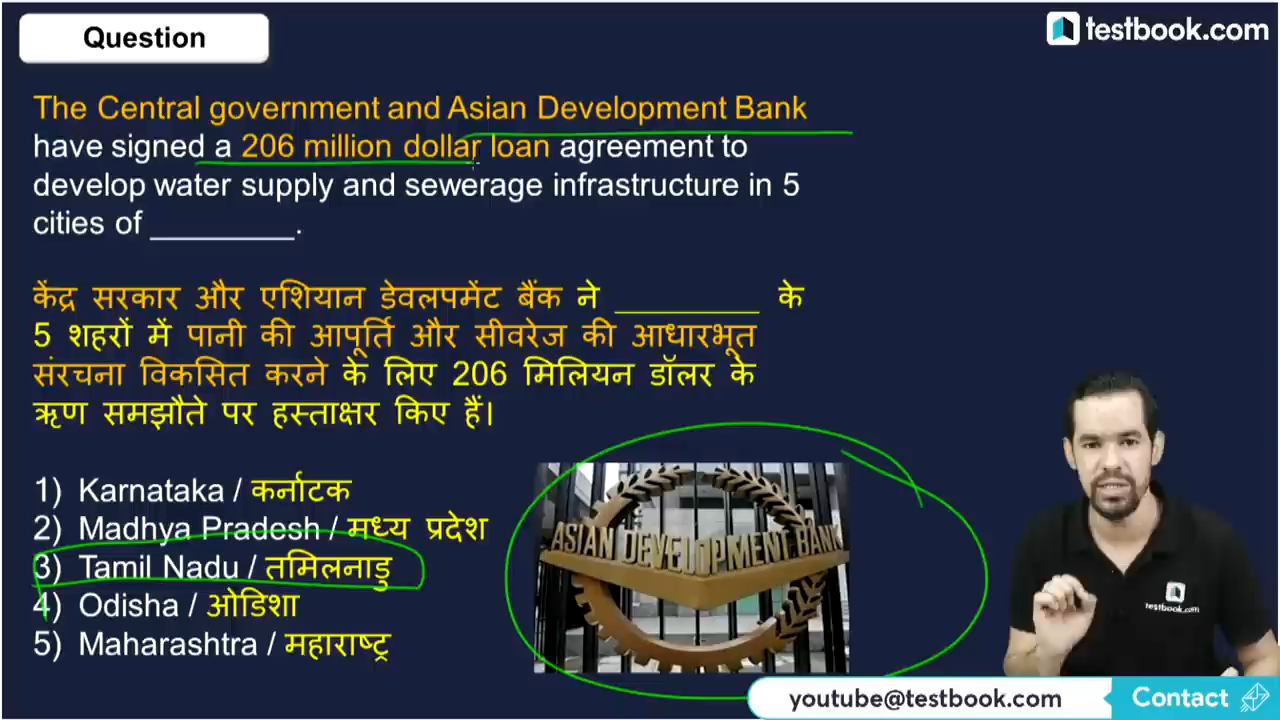 Question
testbook.com
The Central government and Asian Development Bank
have signed a 206 million dollar loan agreement to
develop water supply and sewerage infrastructure in 5
cities of ________.
केंद्र सरकार और एशियान डेवलपमेंट बैंक ने ________ के
5 शहरों में पानी की आपूर्ति और सीवरेज की आधारभूत
संरचना विकसित करने के लिए 206 मिलियन डॉलर के
ऋण समझौते पर हस्ताक्षर किए हैं।
1) Karnataka / कर्नाटक
2) Madhya Pradesh / मध्य प्रदेश
3) Tamil Nadu / तमिलनाडु
4) Odisha / ओडिशा
5) Maharashtra / महाराष्ट्र
ASIAN DEVELOPMENT BANK
testbook.com
youtube@testbook.com
Contact